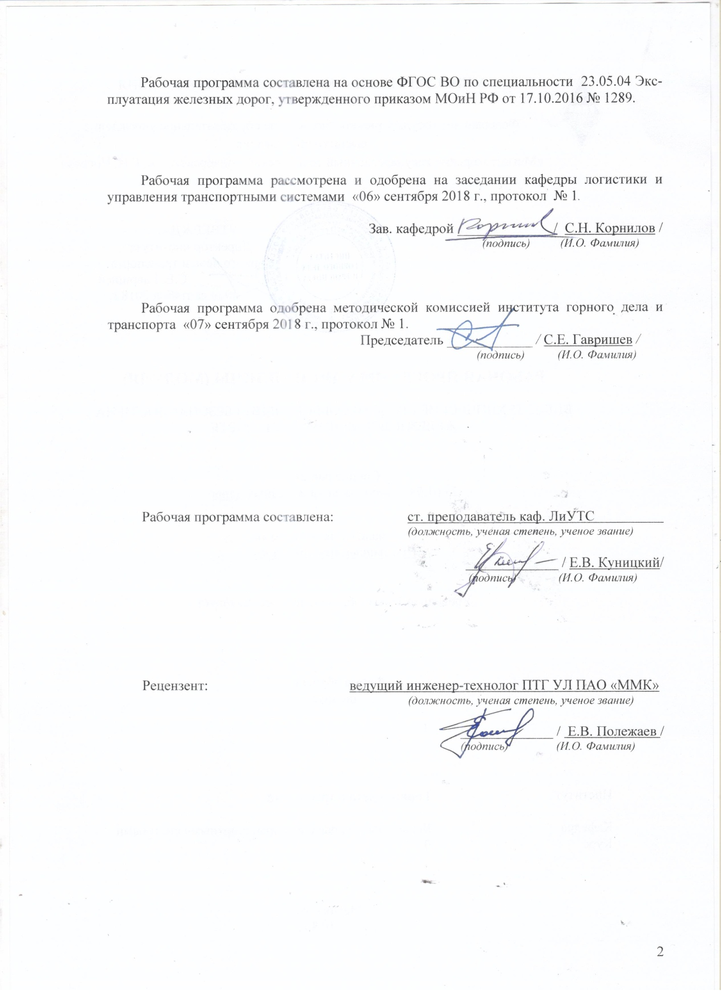 Рабочая программа составлена на основе ФГОС ВО по специальности 23.05.04 Экс-
плуатация железных дорог, утвержденного приказом МОиН РФ от 17.10.2016 № 1289.
Рабочая программа рассмотрена и одобрена на заседании кафедры логистики и
управления транспортными системами «06» сентября 2018 г., протокол № 1.
Зав. кафедрой ____________ / С.Н. Корнилов /
(подпись) (И.О. Фамилия)
Рабочая программа одобрена методической комиссией института горного дела и
транспорта «07» сентября 2018 г., протокол № 1.
Председатель ____________ / С.Е. Гавришев /
(подпись) (И.О. Фамилия)
Рабочая программа составлена: ст. преподаватель каф. ЛиУТС
(должность, ученая степень, ученое звание)
____________ / Е.В. Куницкий/
(подпись) (И.О. Фамилия)
Рецензент: ведущий инженер-технолог ПТГ УЛ ПАО «ММК»
(должность, ученая степень, ученое звание)
____________ / Е.В. Полежаев /
(подпись) (И.О. Фамилия)
2